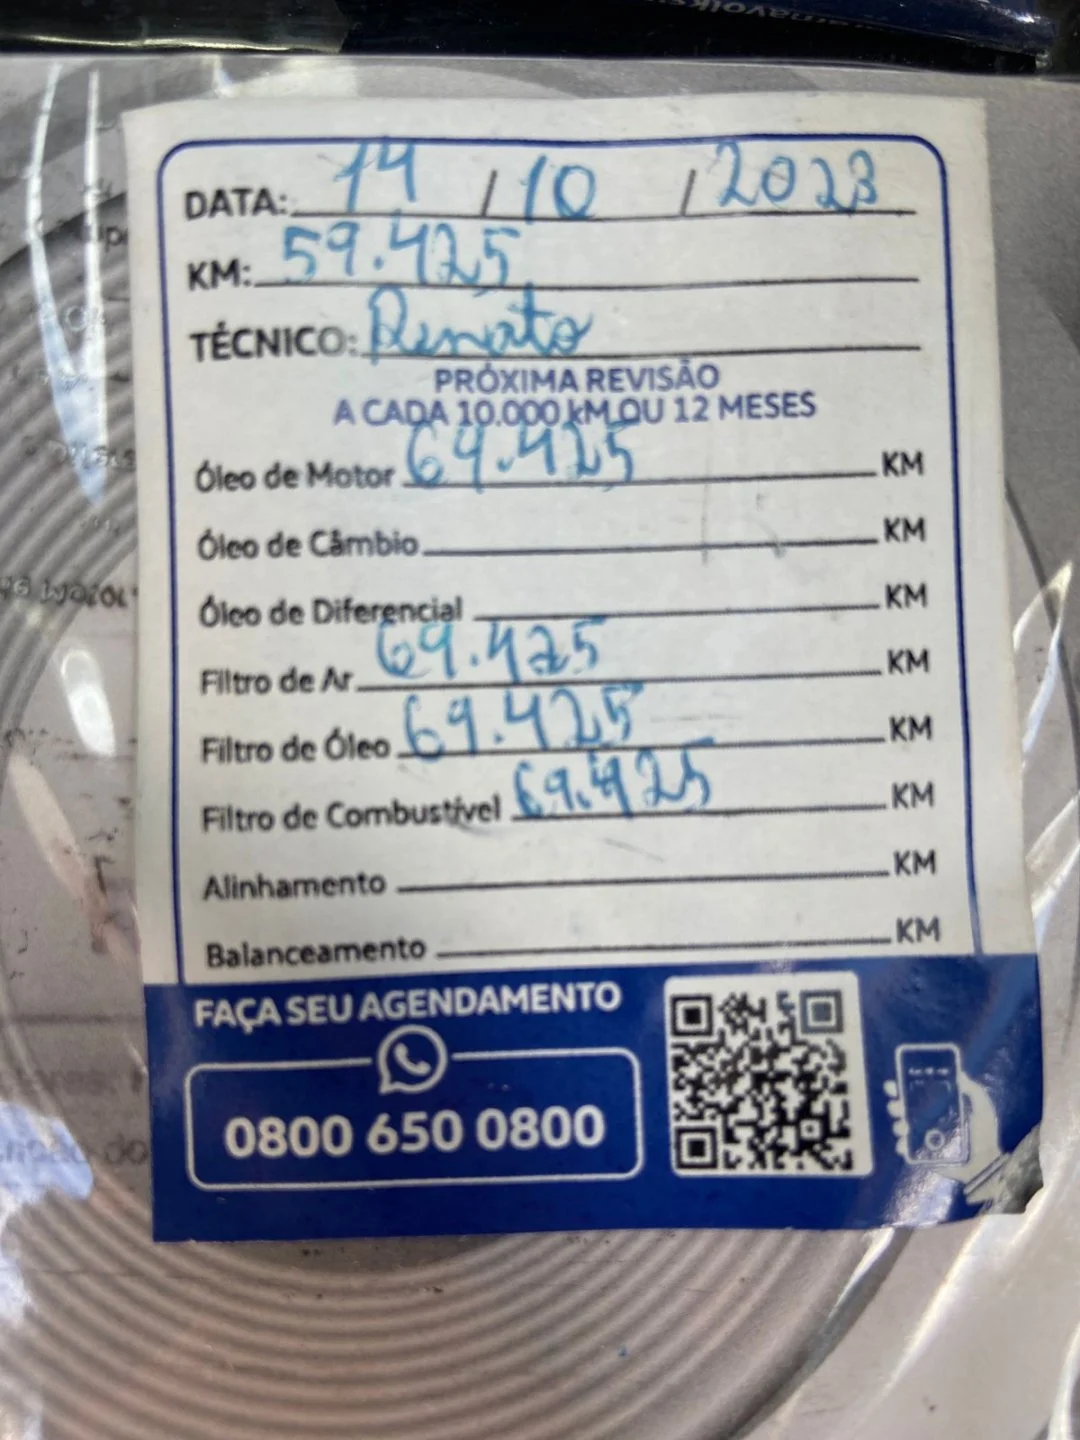 DATA: 14 / 10 / 2023
KM: 59.425
TÉCNICO: Renato
PRÓXIMA REVISÃO
A CADA 10.000 kM OU 12 MESES
Óleo de Motor 69.425 KM
Óleo de Câmbio KM
Óleo de Diferencial KM
Filtro de Ar 69.425 KM
Filtro de Óleo 69.425 KM
Filtro de Combustível 69.425 KM
Alinhamento KM
Balanceamento KM
FAÇA SEU AGENDAMENTO
0800 650 0800